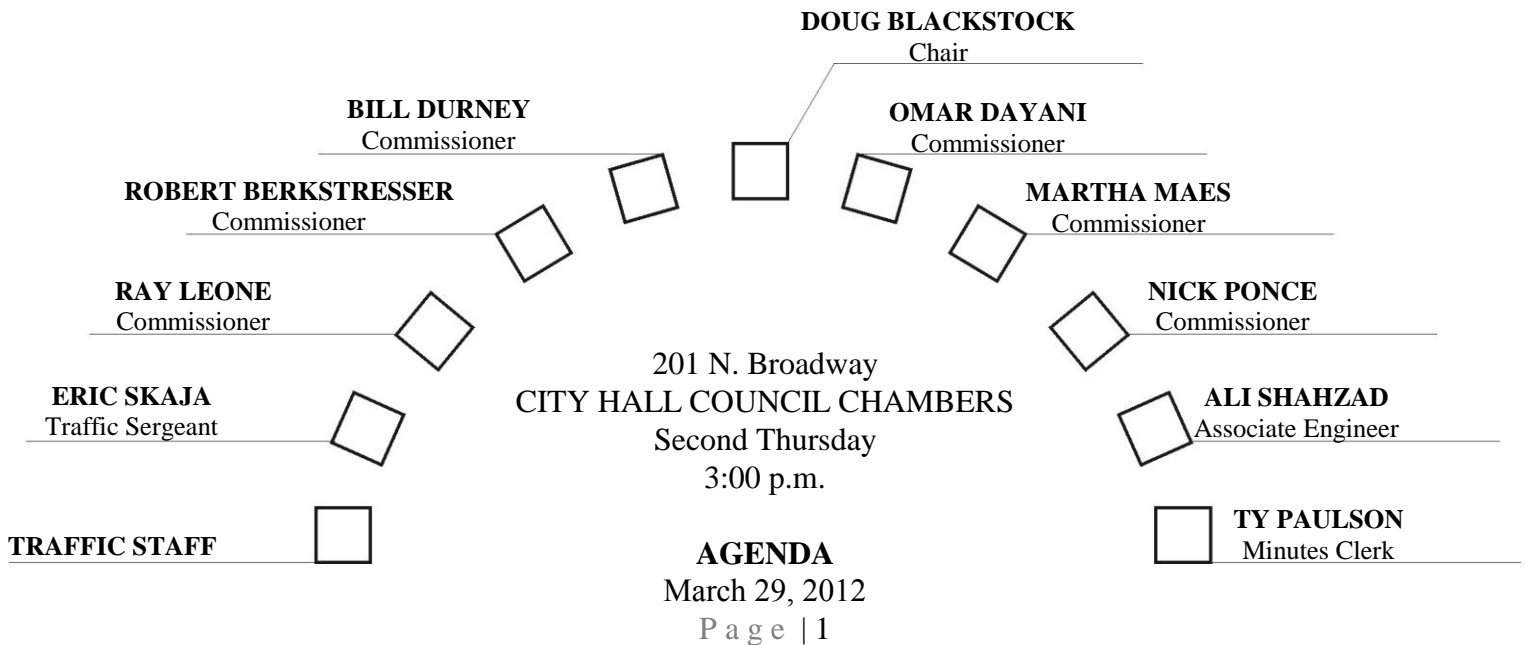 DOUG BLACKSTOCK
Chair
BILL DURNEY
Commissioner
OMAR DAYANI
Commissioner
ROBERT BERKSTRESSER
Commissioner
MARTHA MAES
Commissioner
RAY LEONE
Commissioner
NICK PONCE
Commissioner
ERIC SKAJA
Traffic Sergeant
ALI SHAHZAD
Associate Engineer
TRAFFIC STAFF
TY PAULSON
Minutes Clerk
201 N. Broadway
CITY HALL COUNCIL CHAMBERS
Second Thursday
3:00 p.m.
AGENDA
March 29, 2012
P a g e | 1